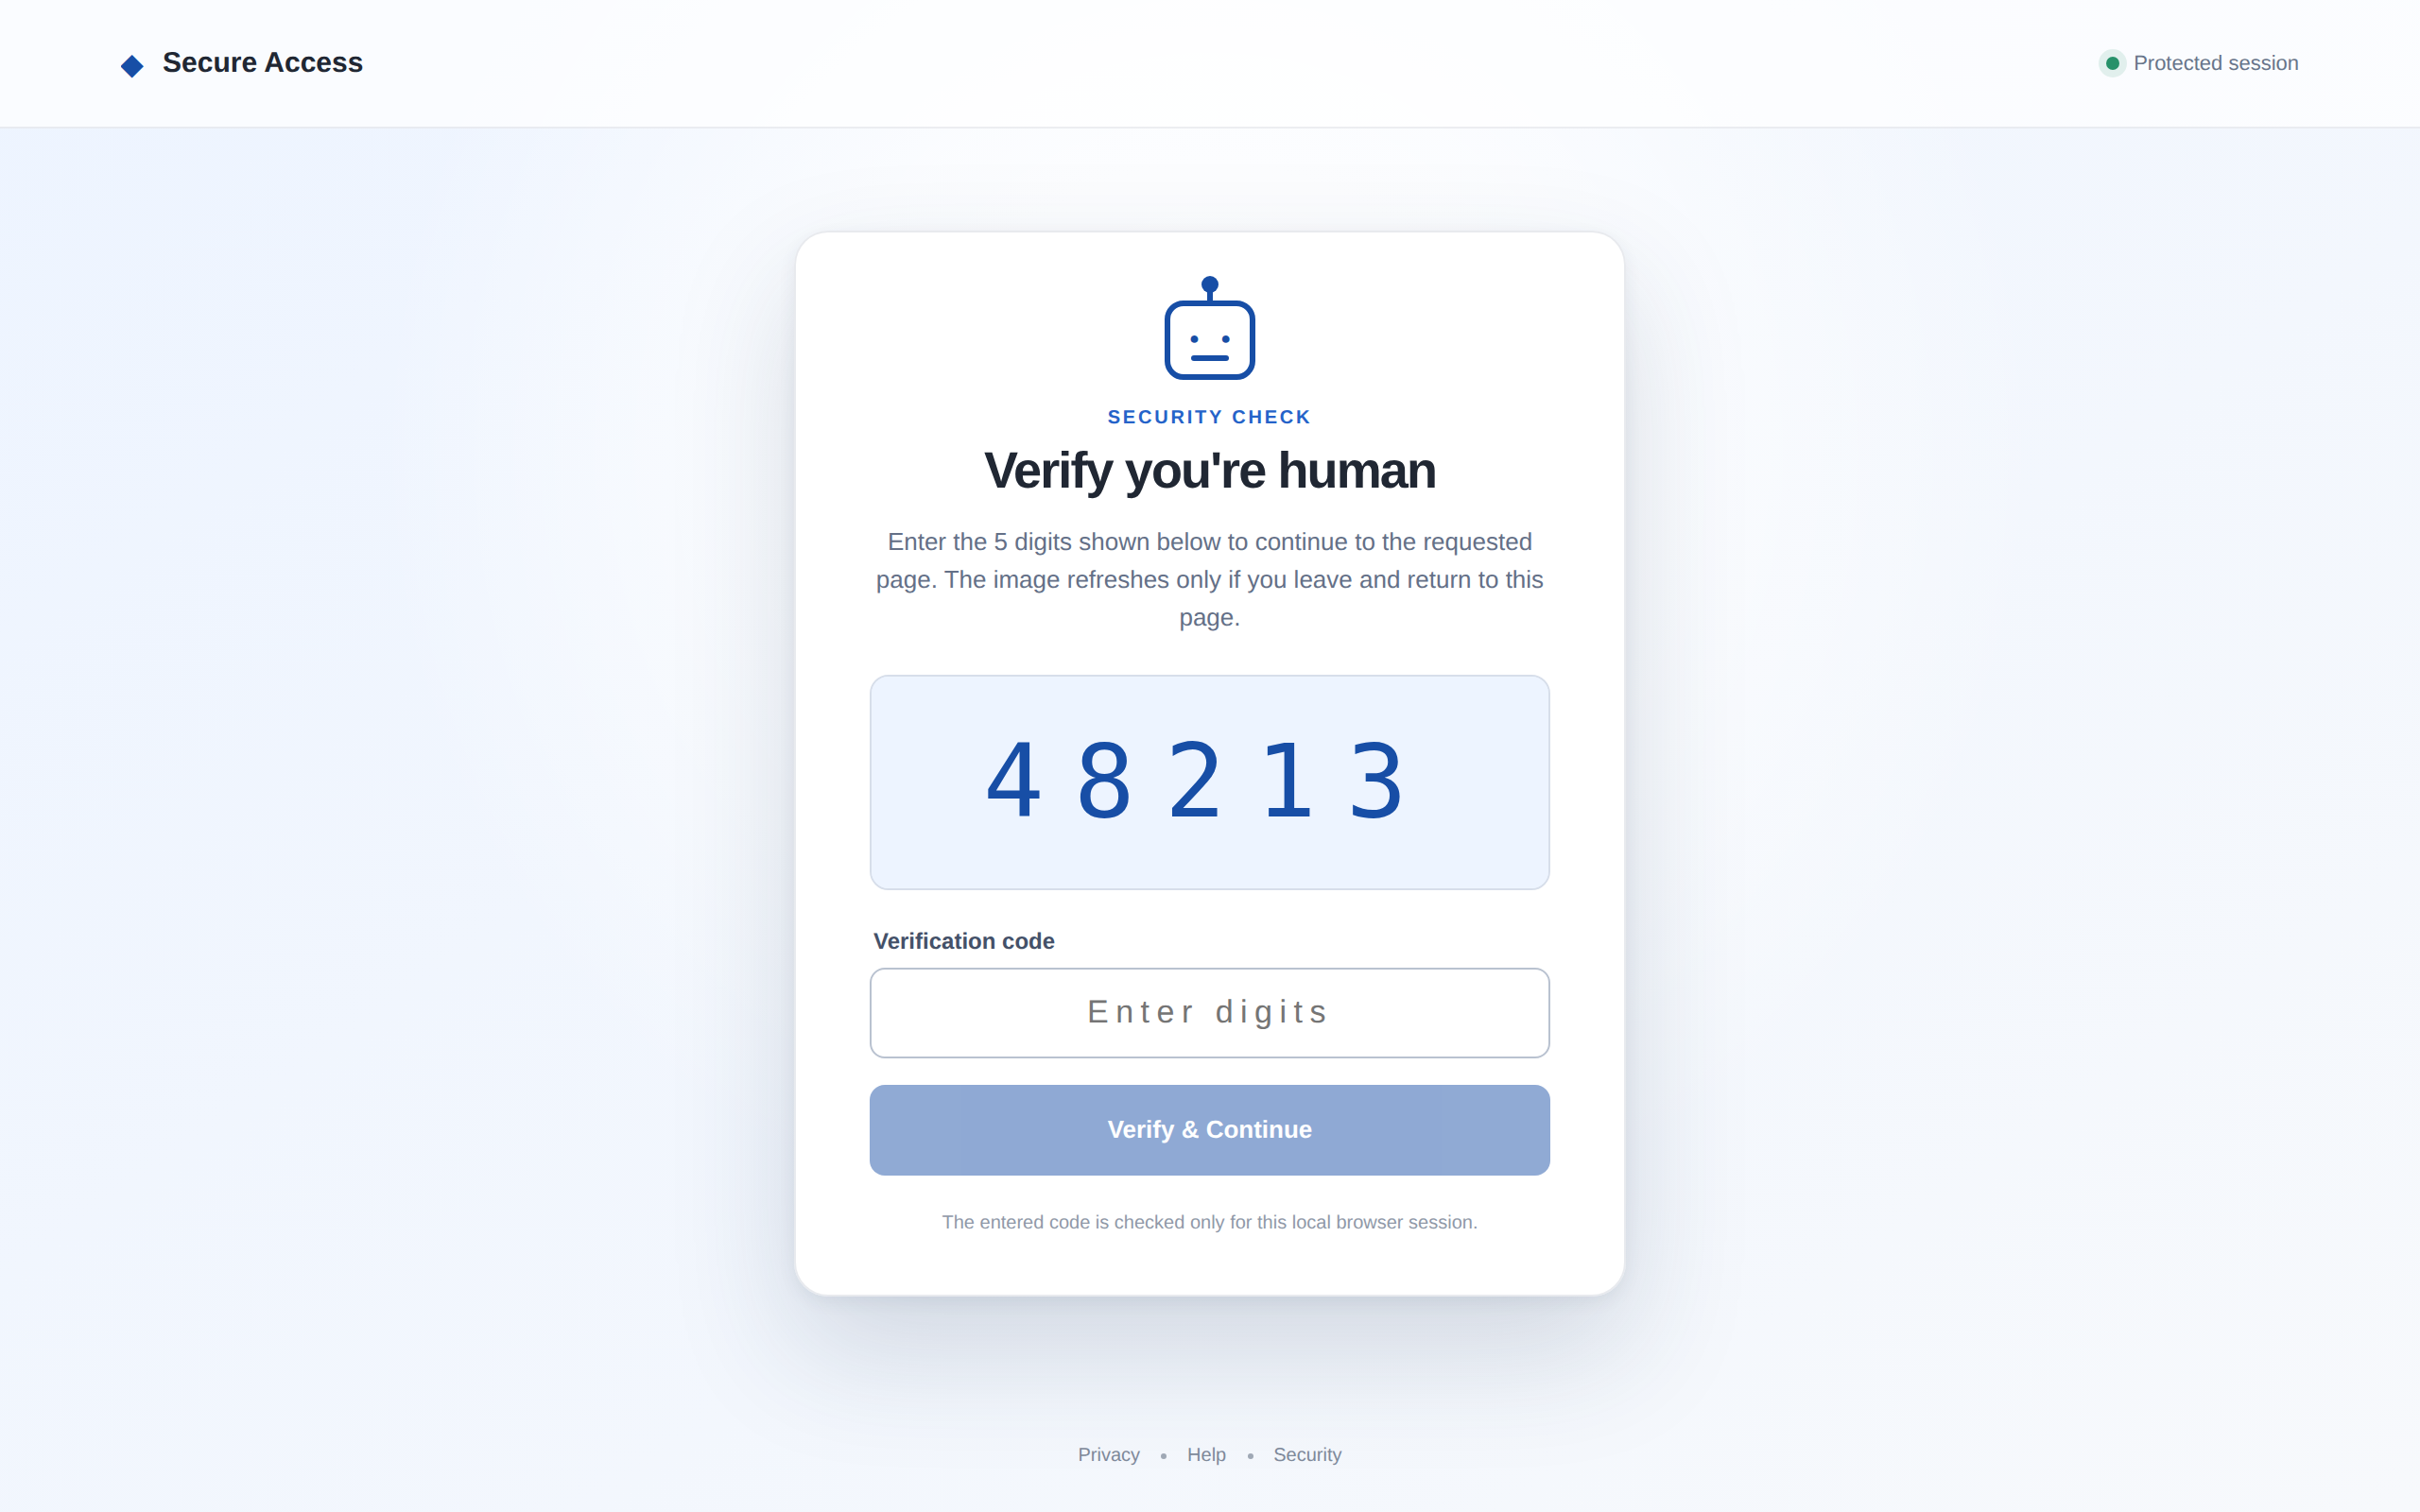 Secure Access
Protected session
SECURITY CHECK
Verify you're human
Enter the 5 digits shown below to continue to the requested
page. The image refreshes only if you leave and return to this
page.
4 8 2 1 3
Verification code
Enter digits
Verify & Continue
The entered code is checked only for this local browser session.
Privacy • Help • Security